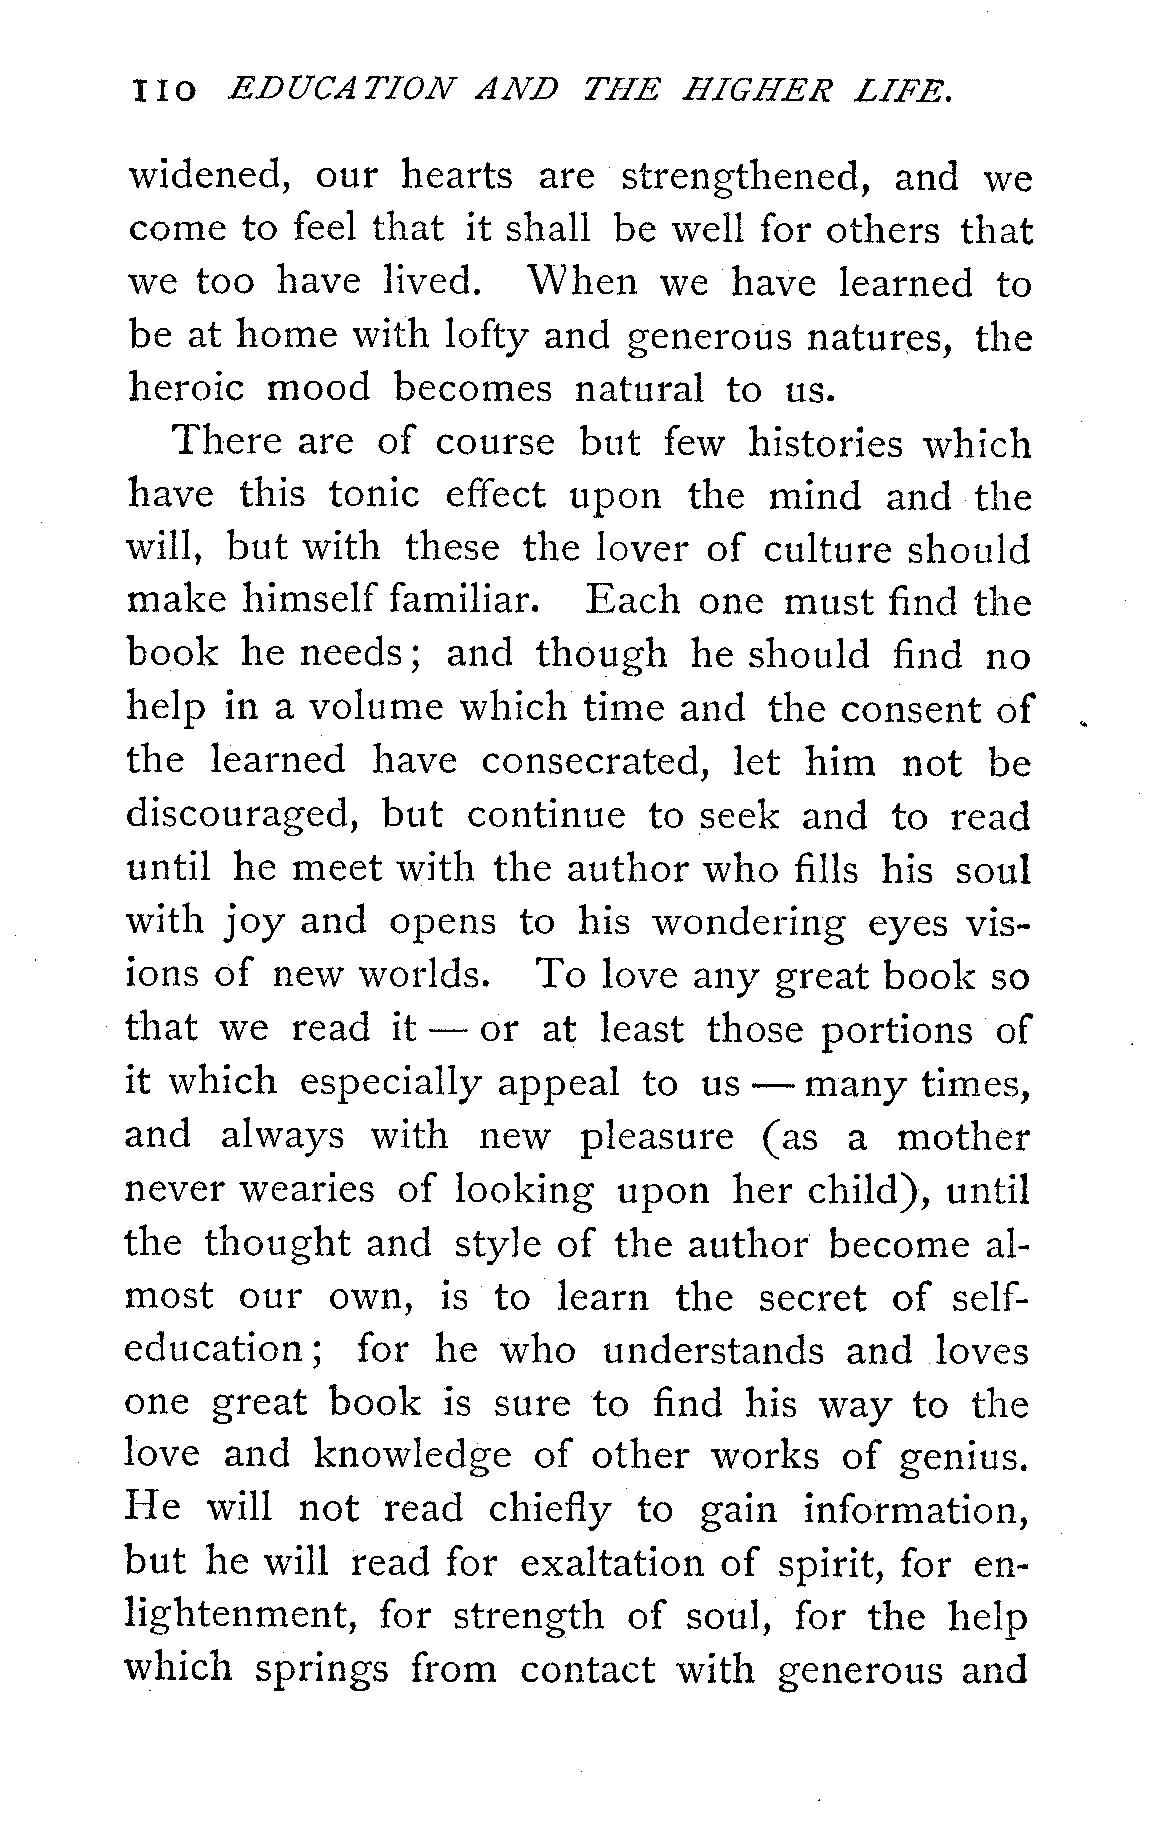 110 EDUCATION AND THE HIGHER LIFE.
widened, our hearts are strengthened, and we
come to feel that it shall be well for others that
we too have lived. When we have learned to
be at home with lofty and generous natures, the
heroic mood becomes natural to us.
There are of course but few histories which
have this tonic effect upon the mind and the
will, but with these the lover of culture should
make himself familiar. Each one must find the
book he needs; and though he should find no
help in a volume which time and the consent of
the learned have consecrated, let him not be
discouraged, but continue to seek and to read
until he meet with the author who fills his soul
with joy and opens to his wondering eyes vis-
ions of new worlds. To love any great book so
that we read it — or at least those portions of
it which especially appeal to us — many times,
and always with new pleasure (as a mother
never wearies of looking upon her child), until
the thought and style of the author become al-
most our own, is to learn the secret of self-
education; for he who understands and loves
one great book is sure to find his way to the
love and knowledge of other works of genius.
He will not read chiefly to gain information,
but he will read for exaltation of spirit, for en-
lightenment, for strength of soul, for the help
which springs from contact with generous and